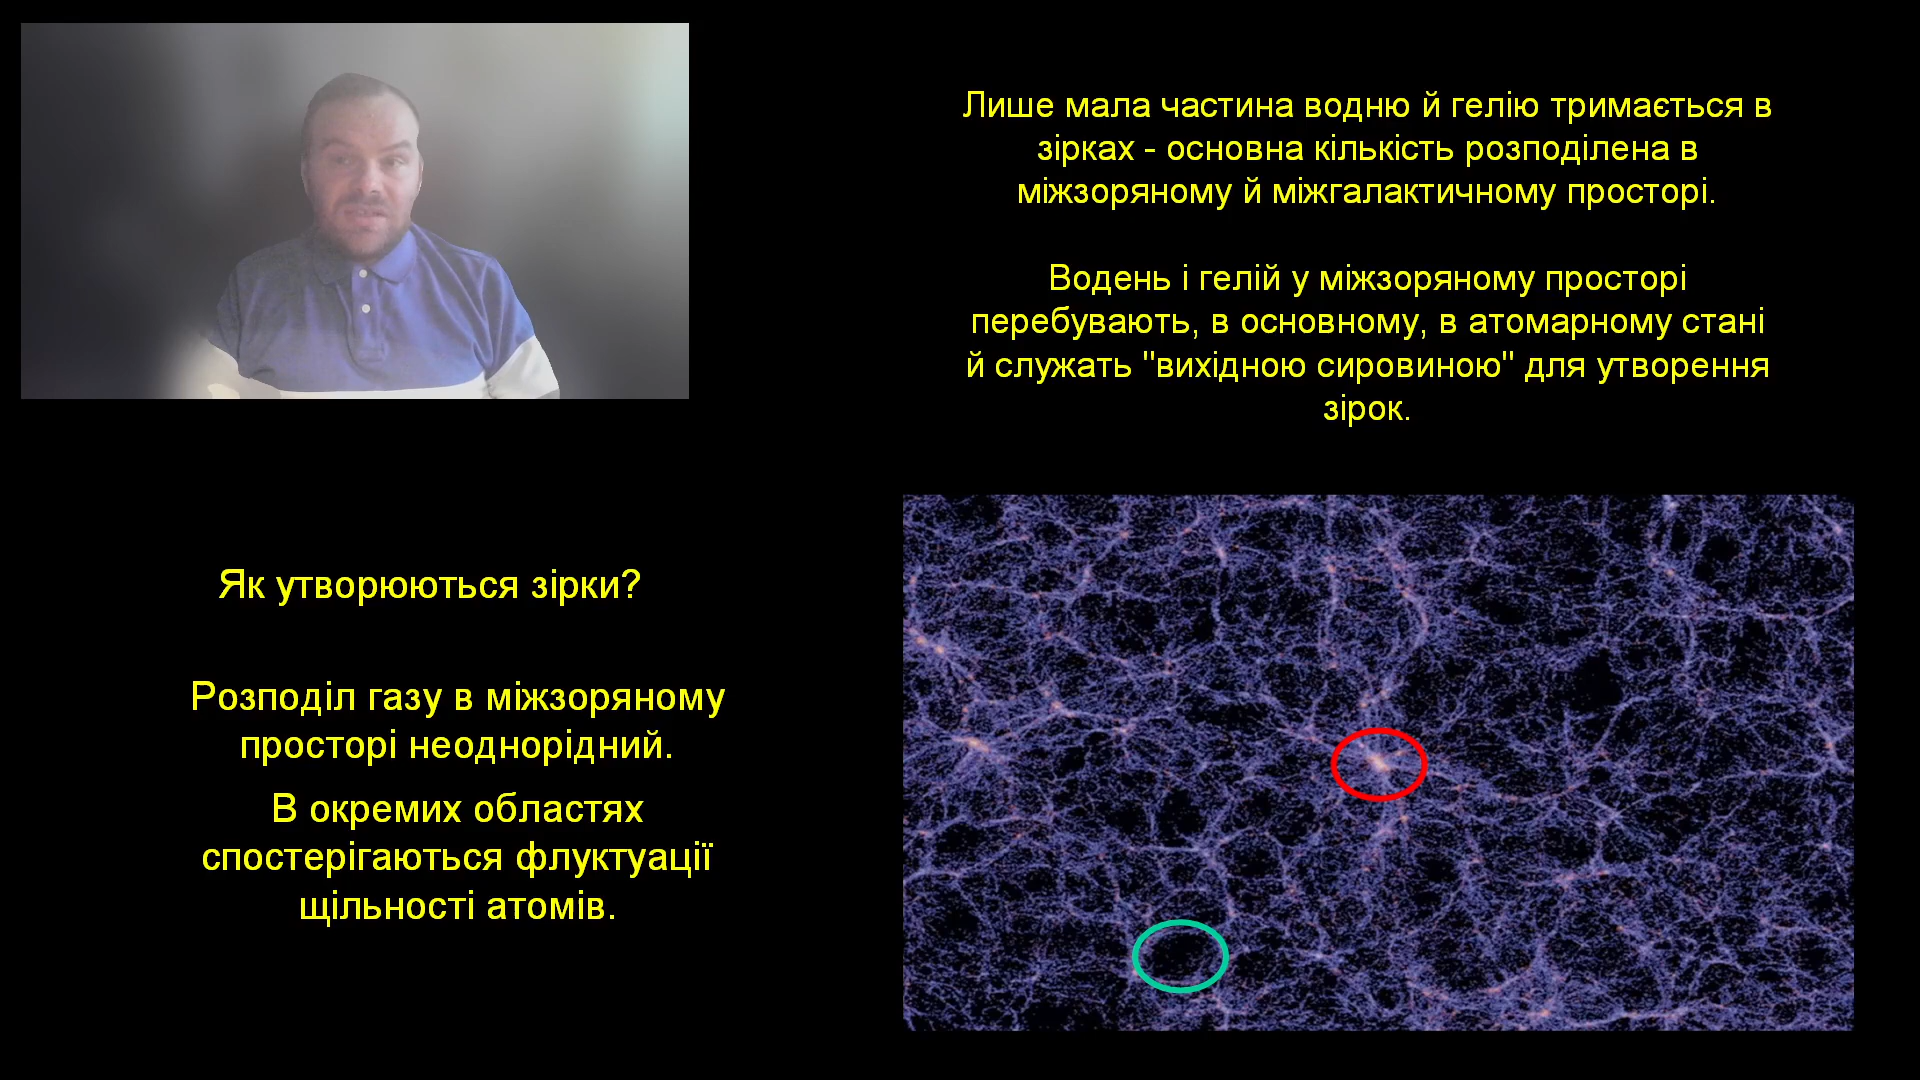 Лише мала частина водню й гелію тримається в
зірках - основна кількість розподілена в
міжзоряному й міжгалактичному просторі.
Водень і гелій у міжзоряному просторі
перебувають, в основному, в атомарному стані
й служать "вихідною сировиною" для утворення
зірок.
Як утворюються зірки?
Розподіл газу в міжзоряному
просторі неоднорідний.
В окремих областях
спостерігаються флуктуації
щільності атомів.